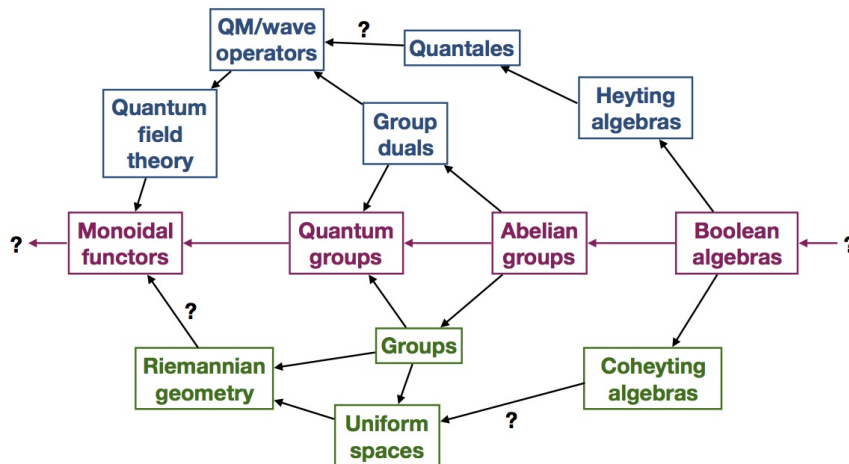 QM/wave
operators
?
Quantales
Quantum
field
theory
Group
duals
Heyting
algebras
?
Monoidal
functors
Quantum
groups
Abelian
groups
Boolean
algebras
?
?
Groups
Riemannian
geometry
Coheyting
algebras
Uniform
spaces
?